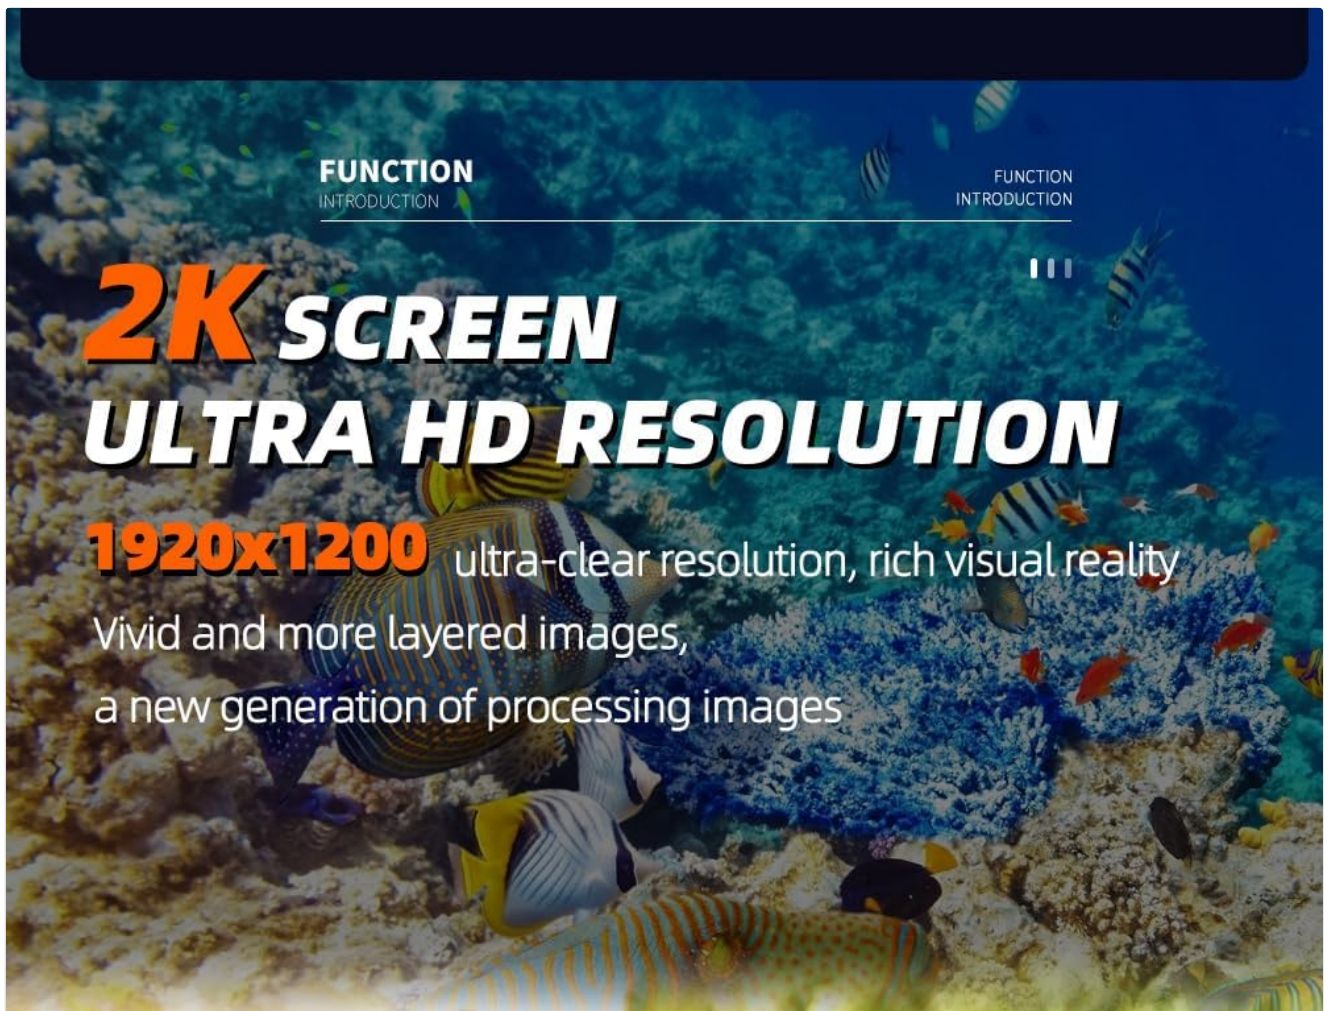 FUNCTION
INTRODUCTION
FUNCTION
INTRODUCTION
2K SCREEN
ULTRA HD RESOLUTION
1920x1200 ultra-clear resolution, rich visual reality
Vivid and more layered images,
a new generation of processing images